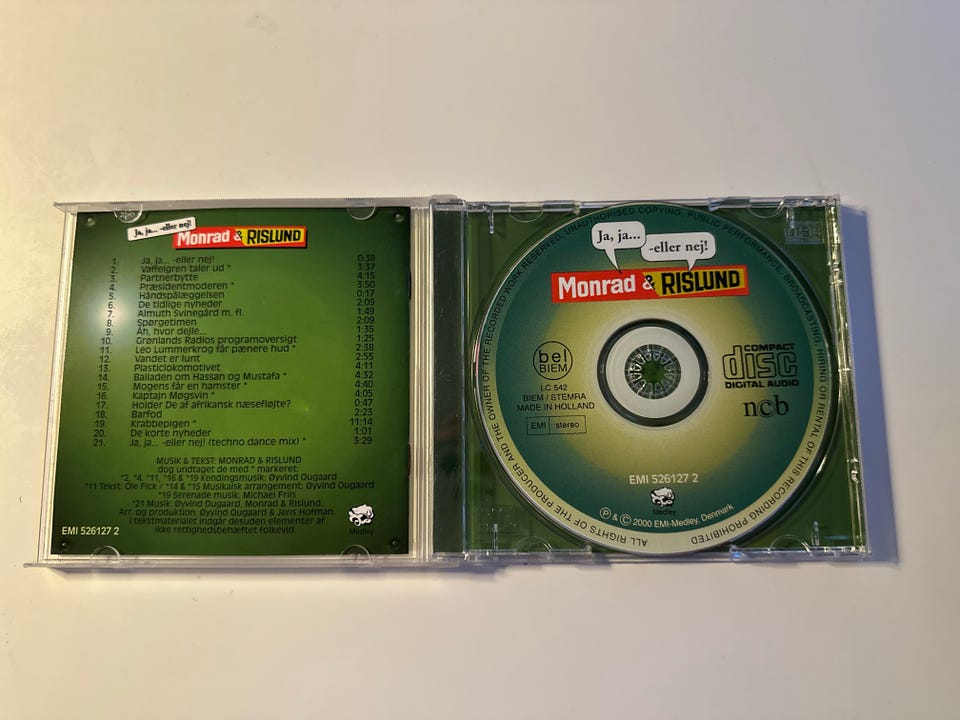 Ja, ja... -eller nej!
Monrad & RISLUND
1. Ja, ja... -eller nej! 0:38
2. Vaffelgren taler ud * 3:37
3. Partnerbytte 4:15
4. Præsidentmoderen * 3:50
5. Håndspålæggelsen 0:17
6. De tidlige nyheder 2:09
7. Almuth Svinegård m. fl. 1:49
8. Spørgetimen 2:09
9. Åh, hvor dejle... 1:35
10. Grønlands Radios programoversigt 1:25
11. Leo Lummerkrog får pænere hud * 2:38
12. Vandet er lunt 2:55
13. Plasticlokomotivet 4:11
14. Balladen om Hassan og Mustafa * 4:32
15. Mogens får en hamster * 4:40
16. Kaptajn Møgsvin * 4:05
17. Holder De af afrikansk næsefløjte? 0:47
18. Barfod 2:23
19. Krabbepigen * 11:14
20. De korte nyheder 1:01
21. Ja, ja... -eller nej! (techno dance mix) * 3:29
MUSIK & TEKST: MONRAD & RISLUND
dog undtaget de med * markeret:
*2, *4, *11, *16 & *19 Kendingsmusik: Øyvind Ougaard
*11 Tekst: Ole Fick / *14 & *15 Musikalsk arrangement: Øyvind Ougaard
*19 Serenade musik: Michael Friis
*21 Musik: Øyvind Ougaard, Monrad & Rislund
Arr. og produktion: Øyvind Ougaard & Jens Hofman.
I tekstmaterialet indgår desuden elementer af
ikke rettighedsbehæftet folkevid.
EMI 526127 2
Medley
Ja, ja...
-eller nej!
Monrad & RISLUND
bel
BIEM
LC 542
BIEM / STEMRA
MADE IN HOLLAND
EMI stereo
COMPACT
disc
DIGITAL AUDIO
ncb
EMI 526127 2
Medley
Ⓟ & © 2000 EMI-Medley, Denmark
ALL RIGHTS OF THE PRODUCER AND THE OWNER OF THE RECORDED WORK RESERVED. UNAUTHORISED COPYING, PUBLIC PERFORMANCE, BROADCASTING, HIRING OR RENTAL OF THIS RECORDING PROHIBITED